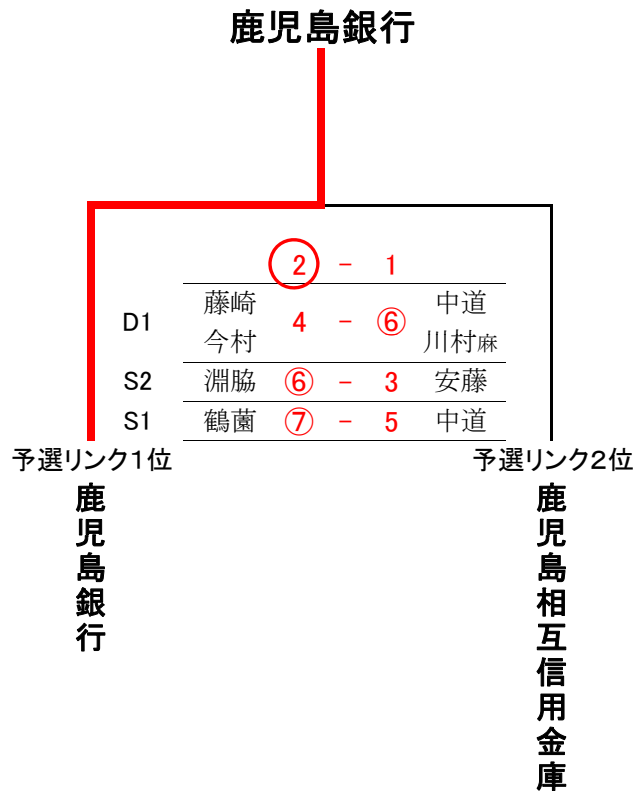 鹿児島銀行
2 - 1
D1 藤崎 今村 4 - ⑥ 中道 川村麻
S2 淵脇 ⑥ - 3 安藤
S1 鶴薗 ⑦ - 5 中道
予選リンク1位
予選リンク2位
鹿児島銀行
鹿児島相互信用金庫